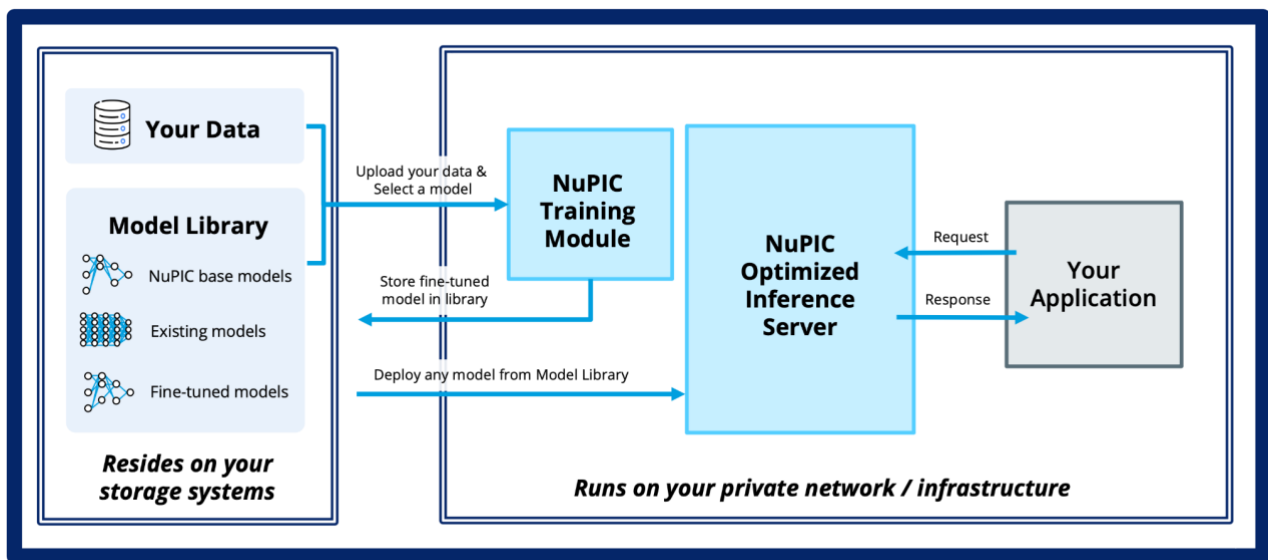 Your Data
Model Library
NuPIC base models
Existing models
Fine-tuned models
Resides on your
storage systems
Upload your data &
Select a model
Store fine-tuned
model in library
Deploy any model from Model Library
NuPIC
Training
Module
NuPIC
Optimized
Inference
Server
Request
Response
Your
Application
Runs on your private network / infrastructure